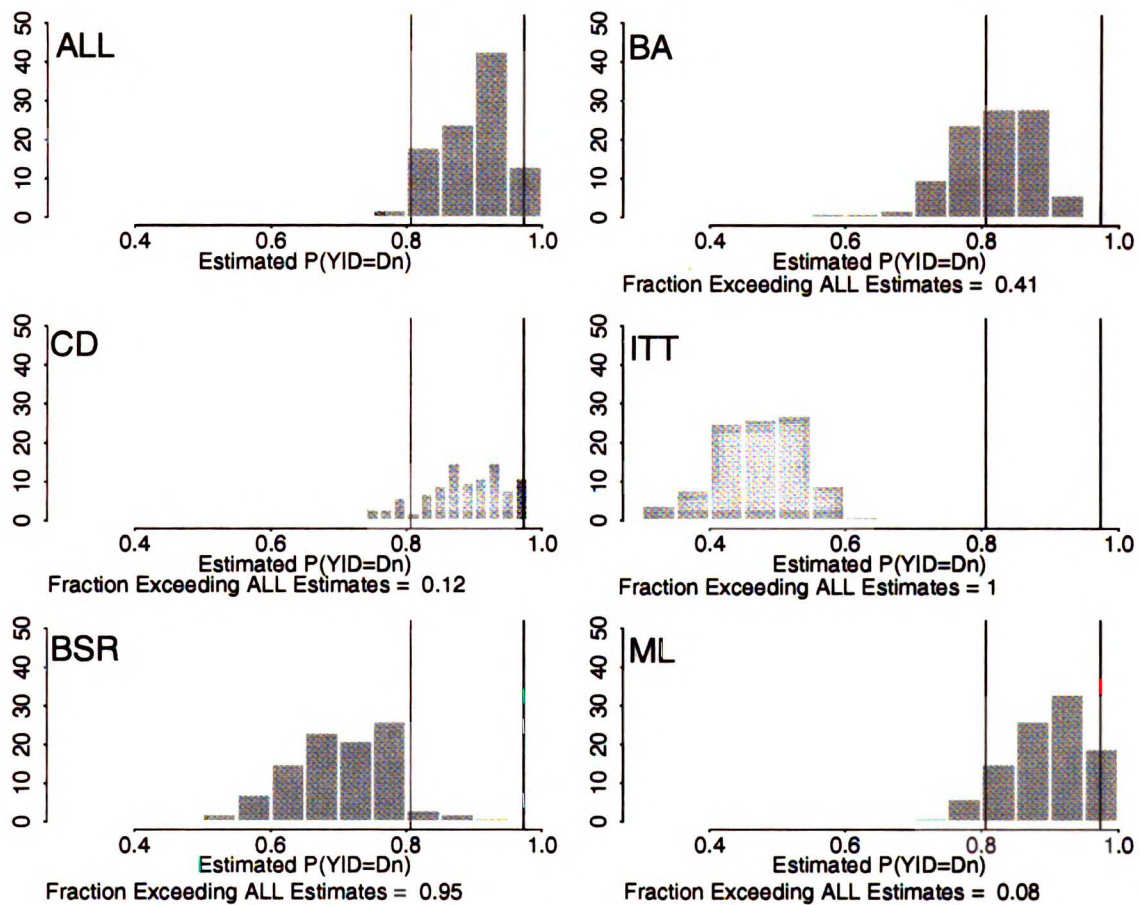 ALL
50
40
30
20
10
0
0.4 0.6 0.8 1.0
Estimated P(YID=Dn)
BA
50
40
30
20
10
0
0.4 0.6 0.8 1.0
Estimated P(YID=Dn)
Fraction Exceeding ALL Estimates = 0.41
CD
50
40
30
20
10
0
0.4 0.6 0.8 1.0
Estimated P(YID=Dn)
Fraction Exceeding ALL Estimates = 0.12
ITT
50
40
30
20
10
0
0.4 0.6 0.8 1.0
Estimated P(YID=Dn)
Fraction Exceeding ALL Estimates = 1
BSR
50
40
30
20
10
0
0.4 0.6 0.8 1.0
Estimated P(YID=Dn)
Fraction Exceeding ALL Estimates = 0.95
ML
50
40
30
20
10
0
0.4 0.6 0.8 1.0
Estimated P(YID=Dn)
Fraction Exceeding ALL Estimates = 0.08